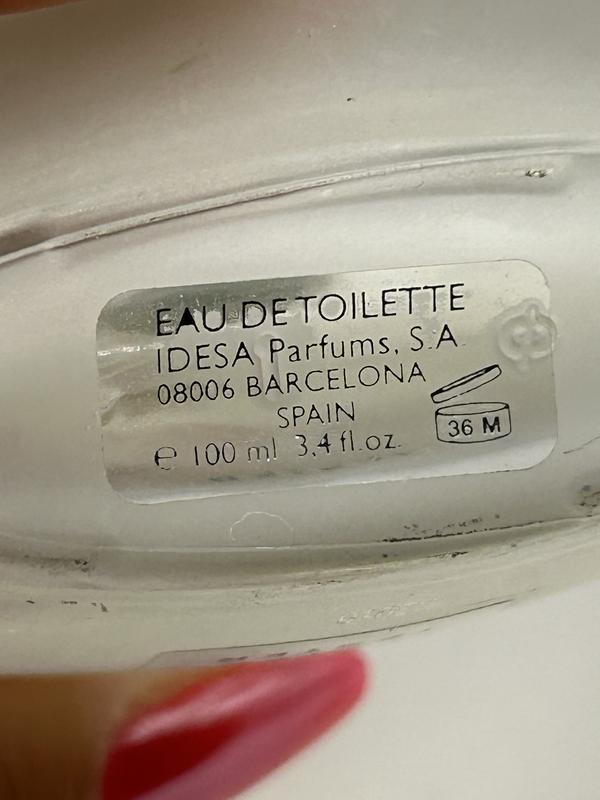 EAU DE TOILETTE
IDESA Parfums, S.A.
08006 BARCELONA
SPAIN
℮ 100 ml 3,4 fl.oz.
36 M